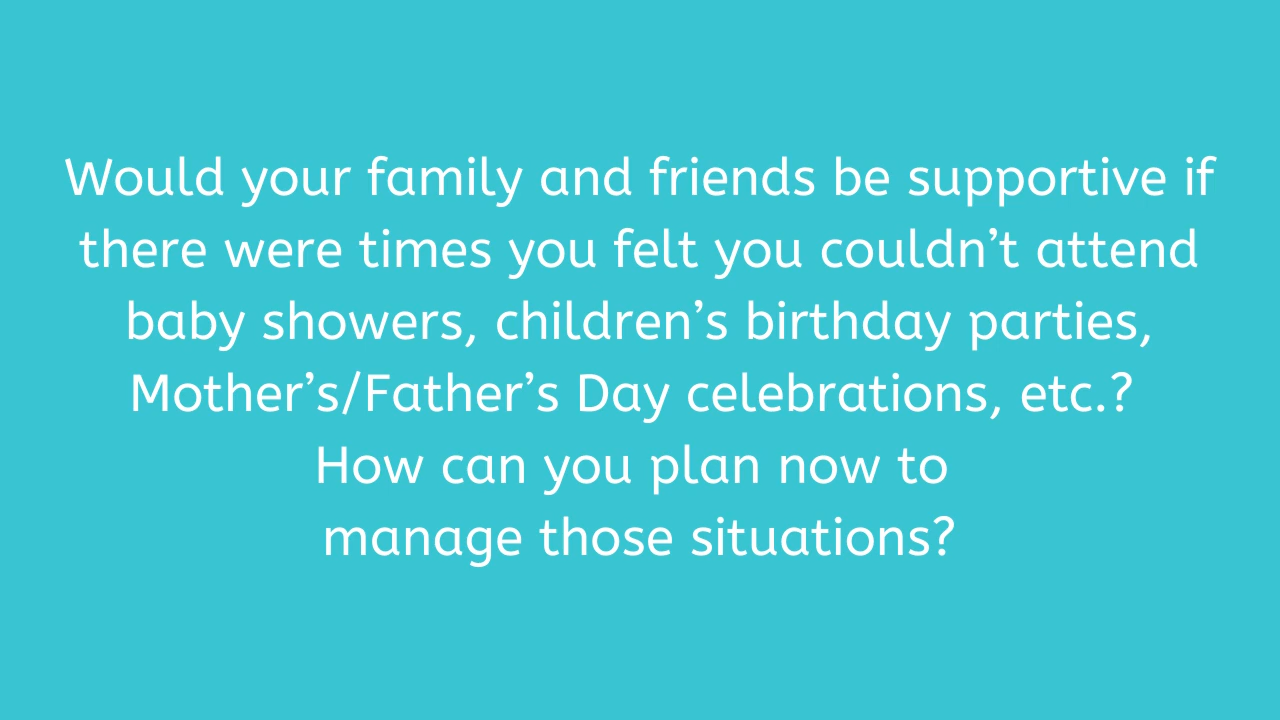 Would your family and friends be supportive if
there were times you felt you couldn’t attend
baby showers, children’s birthday parties,
Mother’s/Father’s Day celebrations, etc.?
How can you plan now to
manage those situations?